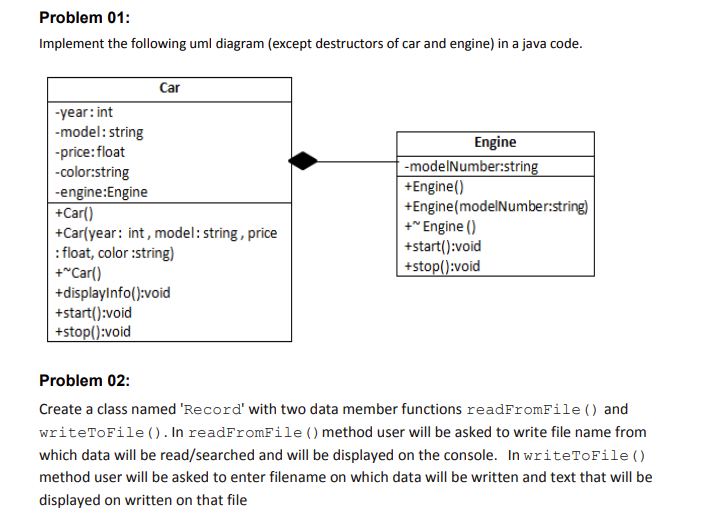 Problem 01:
Implement the following uml diagram (except destructors of car and engine) in a java code.
Car
-year: int
-model: string
-price:float
-color:string
-engine:Engine
+Car()
+Car(year: int, model: string, price
: float, color :string)
+~Car()
+displayInfo():void
+start():void
+stop():void
Engine
-modelNumber:string
+Engine()
+Engine(modelNumber:string)
+~ Engine ()
+start():void
+stop():void
Problem 02:
Create a class named 'Record' with two data member functions readFromFile() and
writeToFile(). In readFromFile() method user will be asked to write file name from
which data will be read/searched and will be displayed on the console. In writeToFile()
method user will be asked to enter filename on which data will be written and text that will be
displayed on written on that file